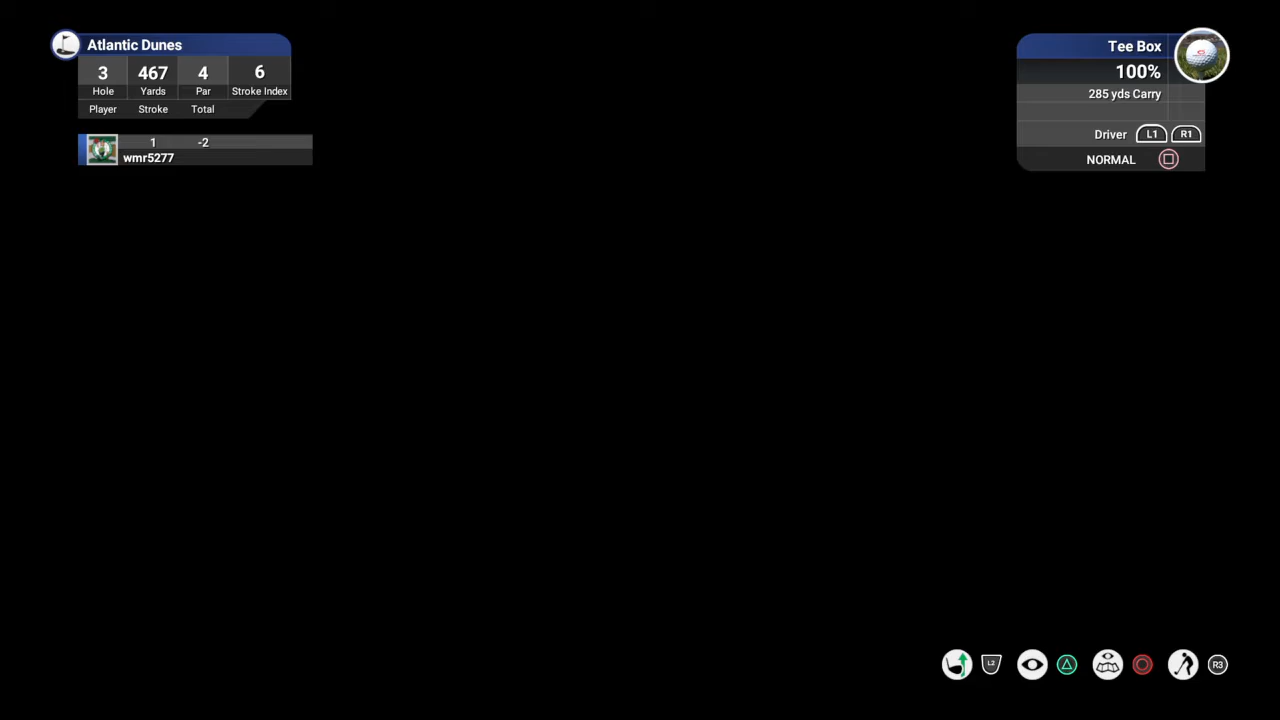 Atlantic Dunes
3 467 4 6
Hole Yards Par Stroke Index
Player Stroke Total
1 -2
wmr5277
Tee Box
100%
285 yds Carry
Driver L1 R1
NORMAL
L2 R3